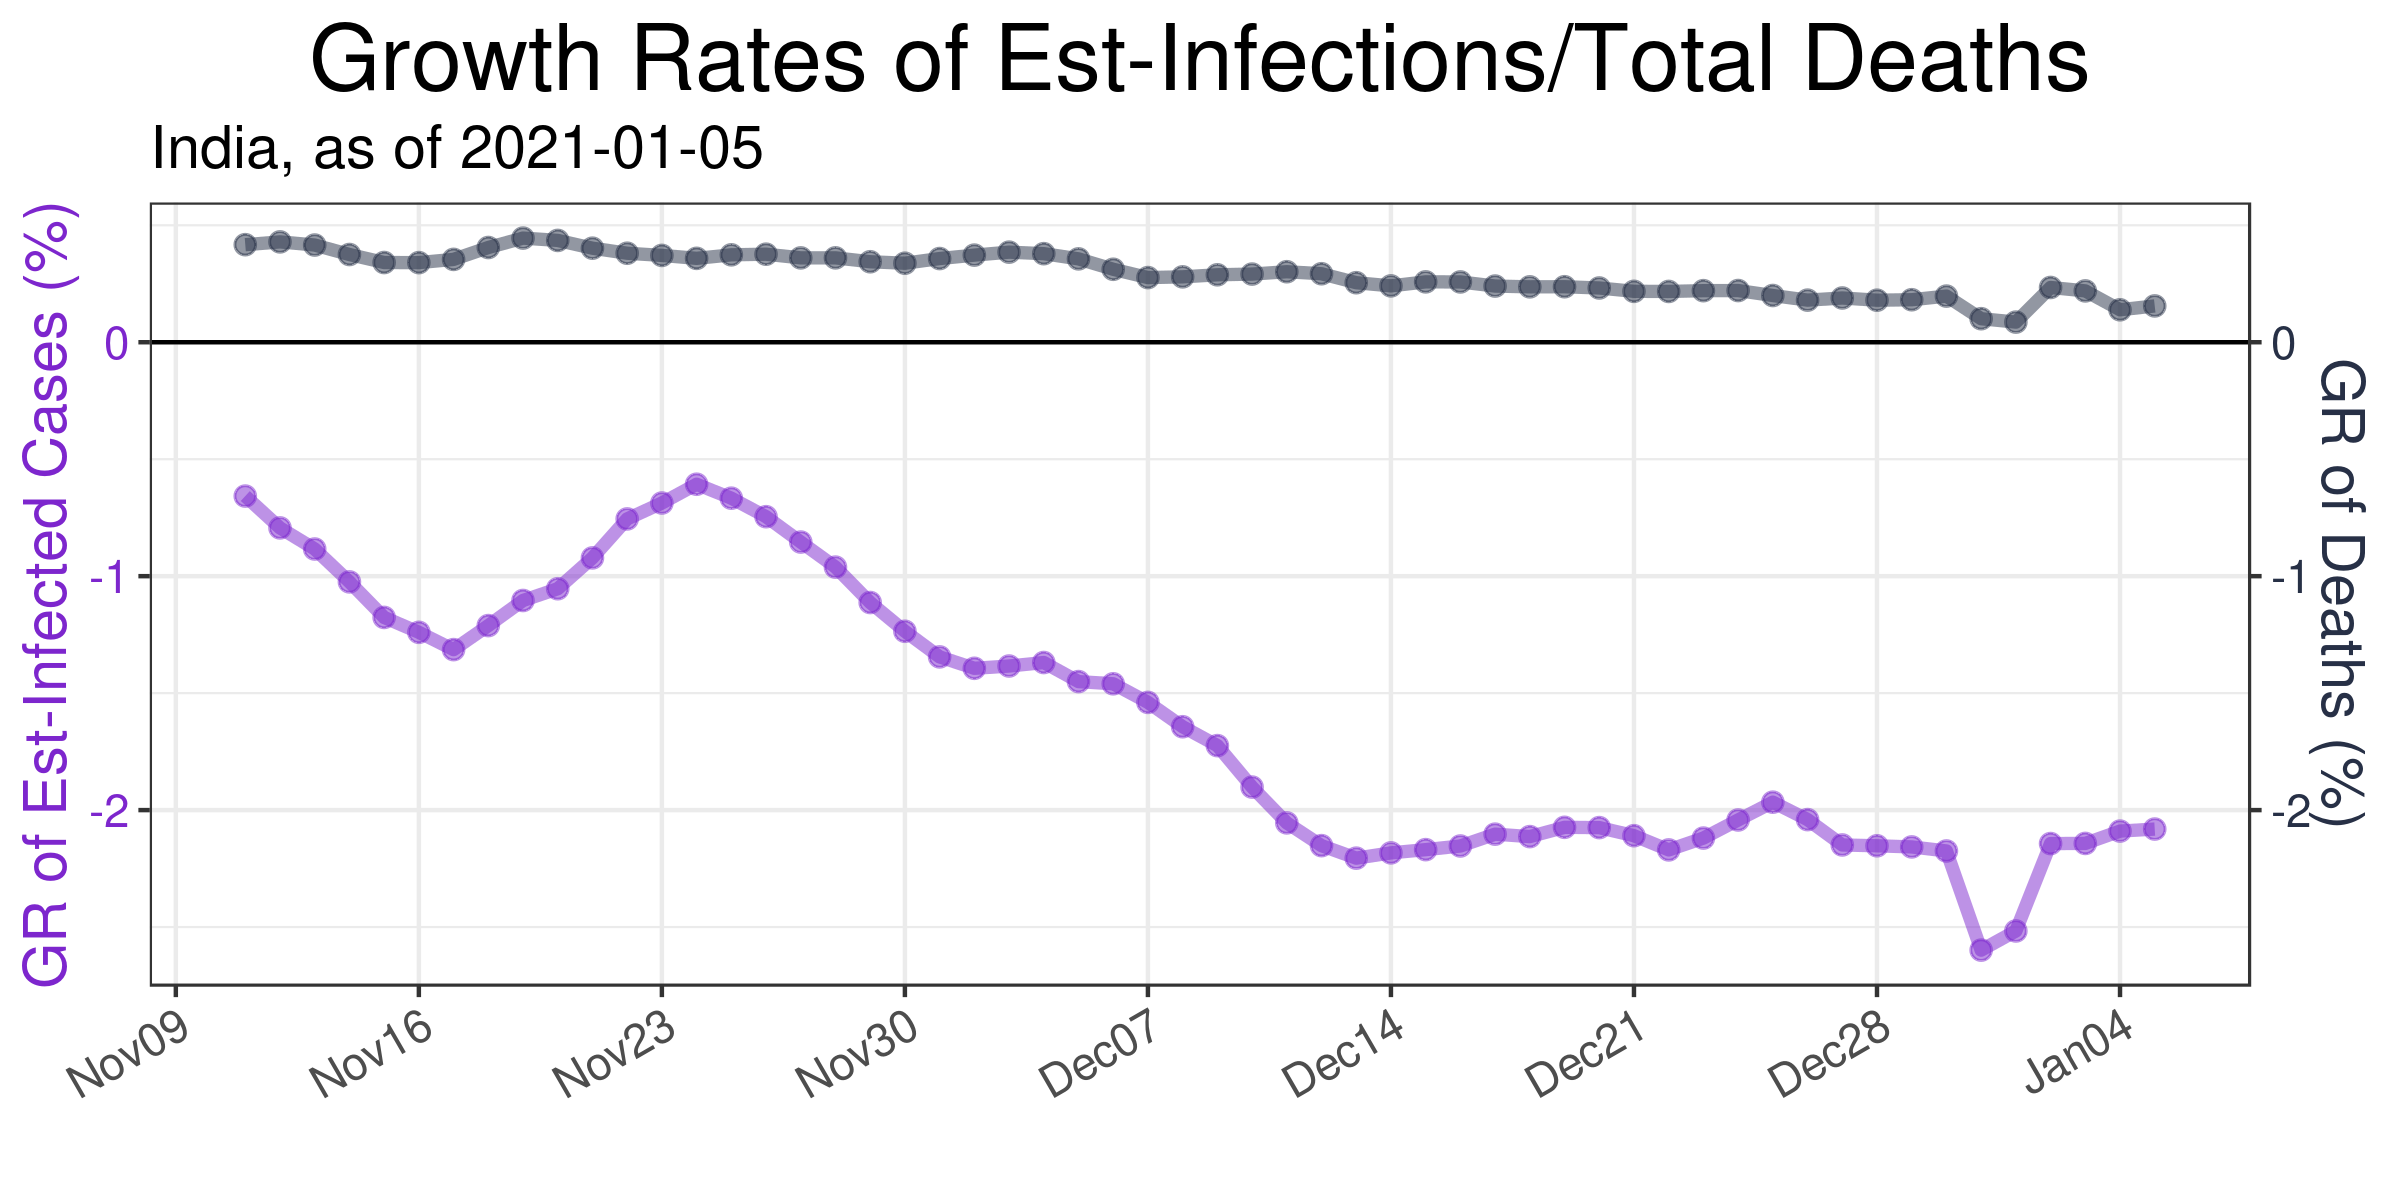 Growth Rates of Est-Infections/Total Deaths
India, as of 2021-01-05
GR of Est-Infected Cases (%)
0
-1
-2
0
-1
-2
GR of Deaths (%)
Nov09
Nov16
Nov23
Nov30
Dec07
Dec14
Dec21
Dec28
Jan04